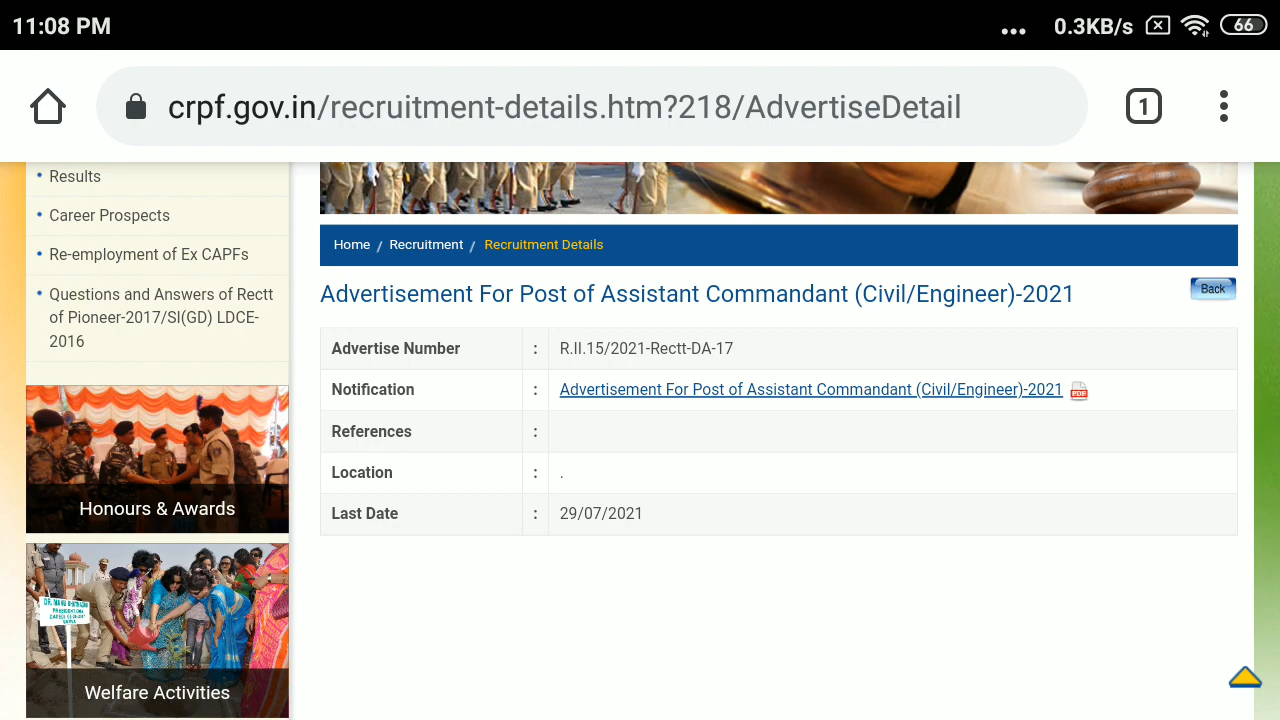 11:08 PM
... 0.3KB/s 66
crpf.gov.in/recruitment-details.htm?218/AdvertiseDetail
1
Results
Career Prospects
Re-employment of Ex CAPFs
Questions and Answers of Rectt
of Pioneer-2017/SI(GD) LDCE-
2016
Honours & Awards
Welfare Activities
Home / Recruitment / Recruitment Details
Advertisement For Post of Assistant Commandant (Civil/Engineer)-2021
Back
Advertise Number : R.II.15/2021-Rectt-DA-17
Notification : Advertisement For Post of Assistant Commandant (Civil/Engineer)-2021 PDF
References :
Location : .
Last Date : 29/07/2021